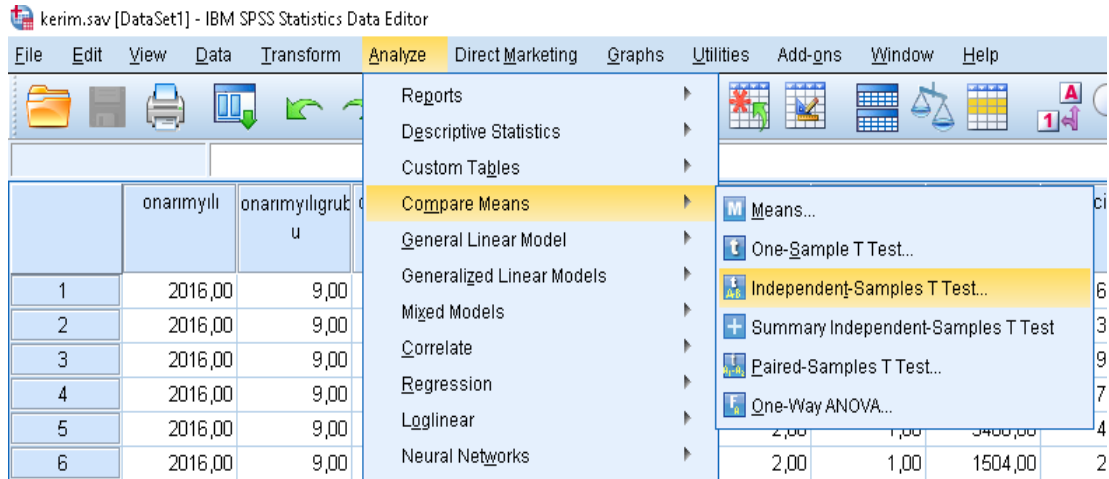 kerim.sav [DataSet1] - IBM SPSS Statistics Data Editor
File Edit View Data Transform Analyze Direct Marketing Graphs Utilities Add-ons Window Help
Reports
Descriptive Statistics
Custom Tables
Compare Means
General Linear Model
Generalized Linear Models
Mixed Models
Correlate
Regression
Loglinear
Neural Networks
Means...
One-Sample T Test...
Independent-Samples T Test...
Summary Independent-Samples T Test
Paired-Samples T Test...
One-Way ANOVA...
onarımyılı onarımyılıgrub
u
1 2016,00 9,00
2 2016,00 9,00
3 2016,00 9,00
4 2016,00 9,00
5 2016,00 9,00
6 2016,00 9,00 2,00 1,00 1504,00 2